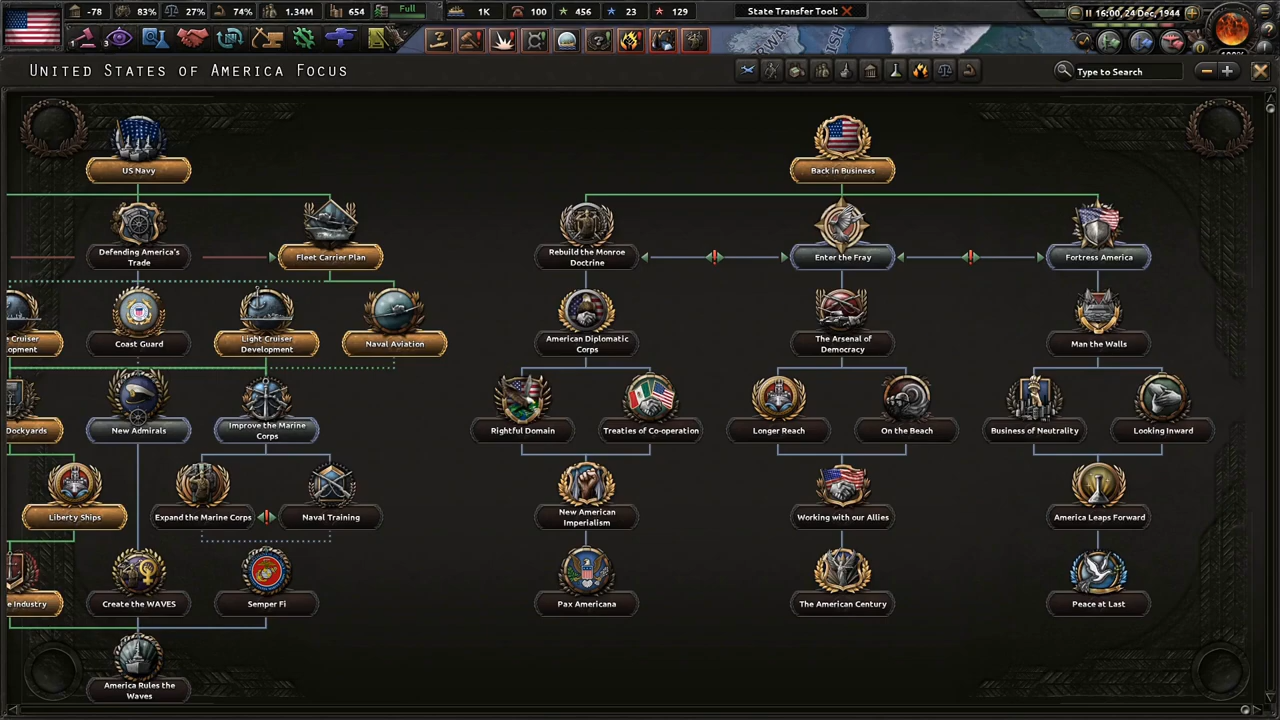 -78 83% 27% 74% 1.34M 654 Full 1K 100 456 23 129 State Transfer Tool: 16:00, 24 Dec, 1944
1 3 0
100%
United States of America Focus
Type to Search
US Navy
Back in Business
Defending America's
Trade
Fleet Carrier Plan
Rebuild the Monroe
Doctrine
Enter the Fray
Fortress America
Cruiser
opment
Coast Guard
Light Cruiser
Development
Naval Aviation
American Diplomatic
Corps
The Arsenal of
Democracy
Man the Walls
Dockyards
New Admirals
Improve the Marine
Corps
Rightful Domain
Treaties of Co-operation
Longer Reach
On the Beach
Business of Neutrality
Looking Inward
Liberty Ships
Expand the Marine Corps
Naval Training
New American
Imperialism
Working with our Allies
America Leaps Forward
e Industry
Create the WAVES
Semper Fi
Pax Americana
The American Century
Peace at Last
America Rules the
Waves